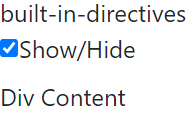 built-in-directives
Show/Hide
Div Content